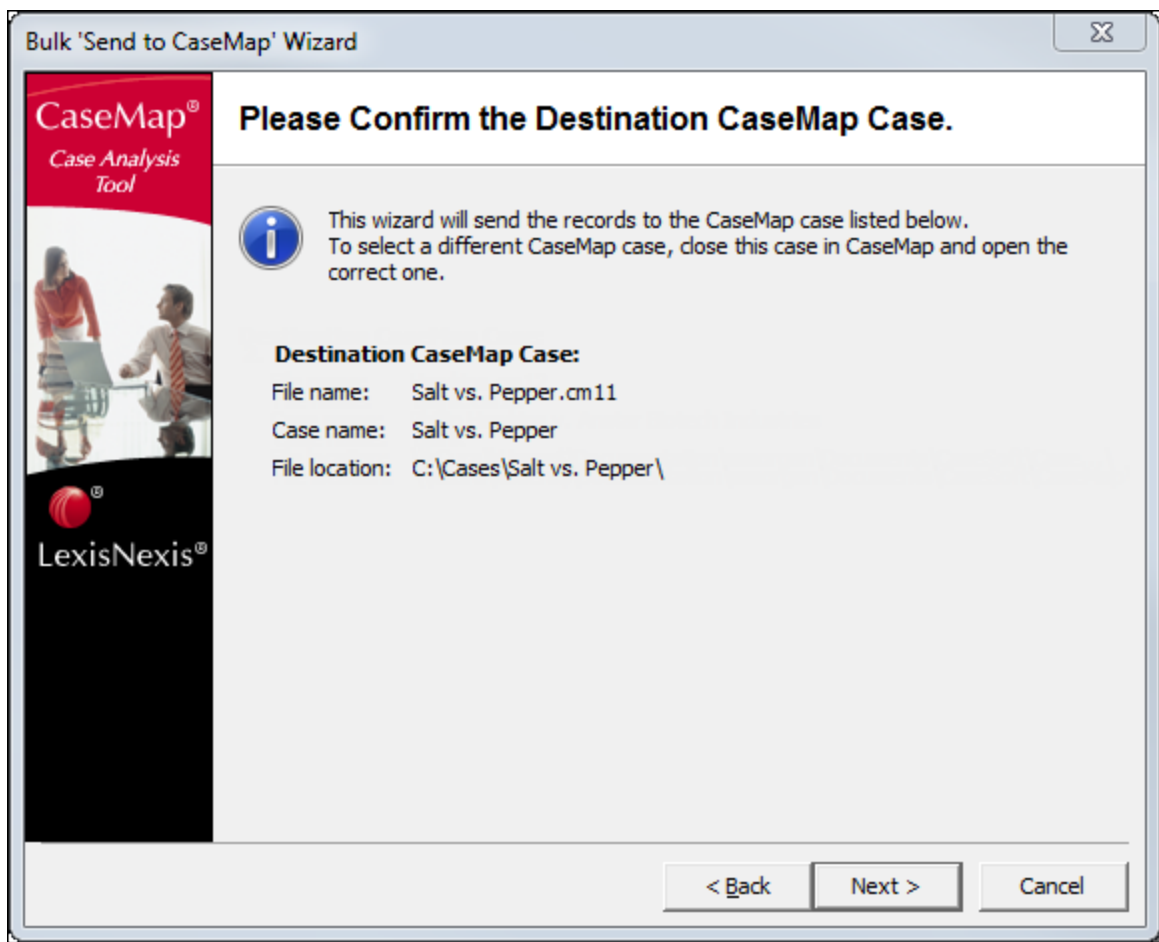 Bulk 'Send to CaseMap' Wizard
CaseMap®
Case Analysis
Tool
Please Confirm the Destination CaseMap Case.
This wizard will send the records to the CaseMap case listed below.
To select a different CaseMap case, close this case in CaseMap and open the
correct one.
Destination CaseMap Case:
File name: Salt vs. Pepper.cm11
Case name: Salt vs. Pepper
File location: C:\Cases\Salt vs. Pepper\
®
LexisNexis®
< Back Next > Cancel